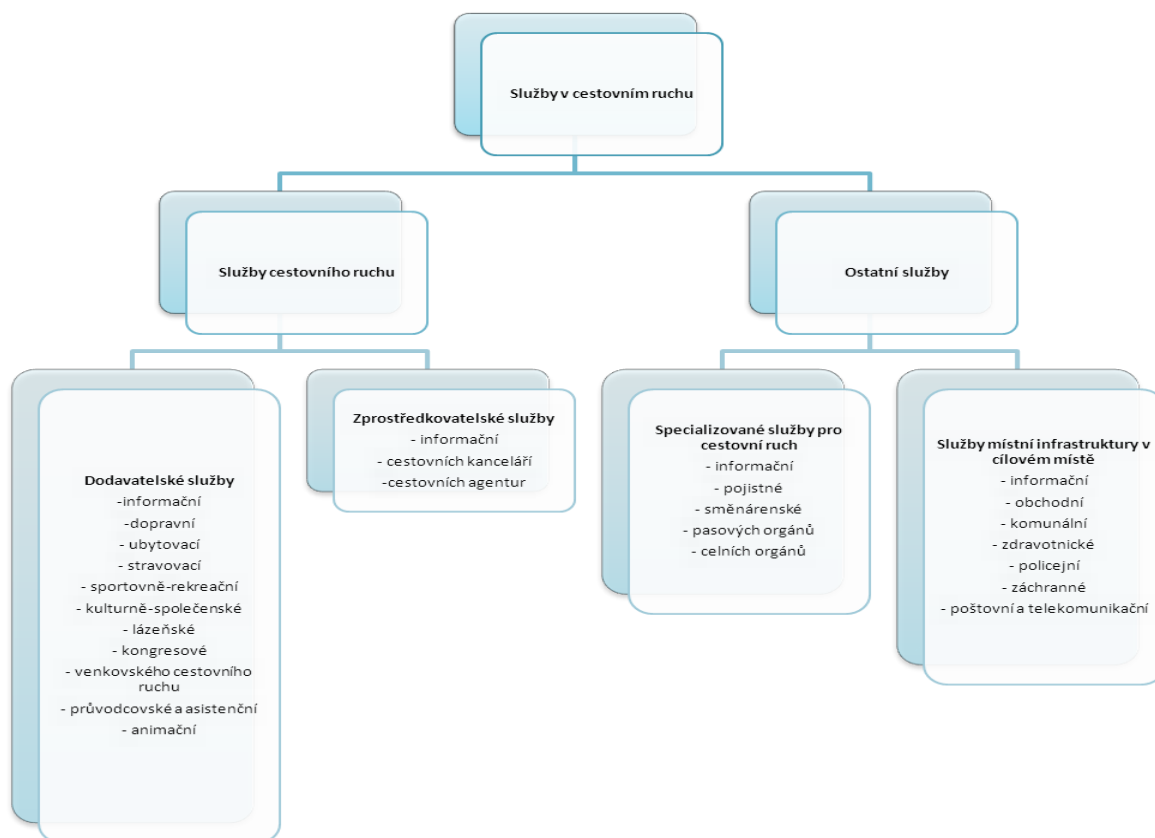 Služby v cestovním ruchu
Služby cestovního ruchu
Ostatní služby
Dodavatelské služby
-informační
-dopravní
- ubytovací
- stravovací
- sportovně-rekreační
- kulturně-společenské
- lázeňské
- kongresové
- venkovského cestovního
ruchu
- průvodcovské a asistenční
- animační
Zprostředkovatelské služby
- informační
- cestovních kanceláří
-cestovních agentur
Specializované služby pro
cestovní ruch
- informační
- pojistné
- směnárenské
- pasových orgánů
- celních orgánů
Služby místní infrastruktury v
cílovém místě
- informační
- obchodní
- komunální
- zdravotnické
- policejní
- záchranné
- poštovní a telekomunikační